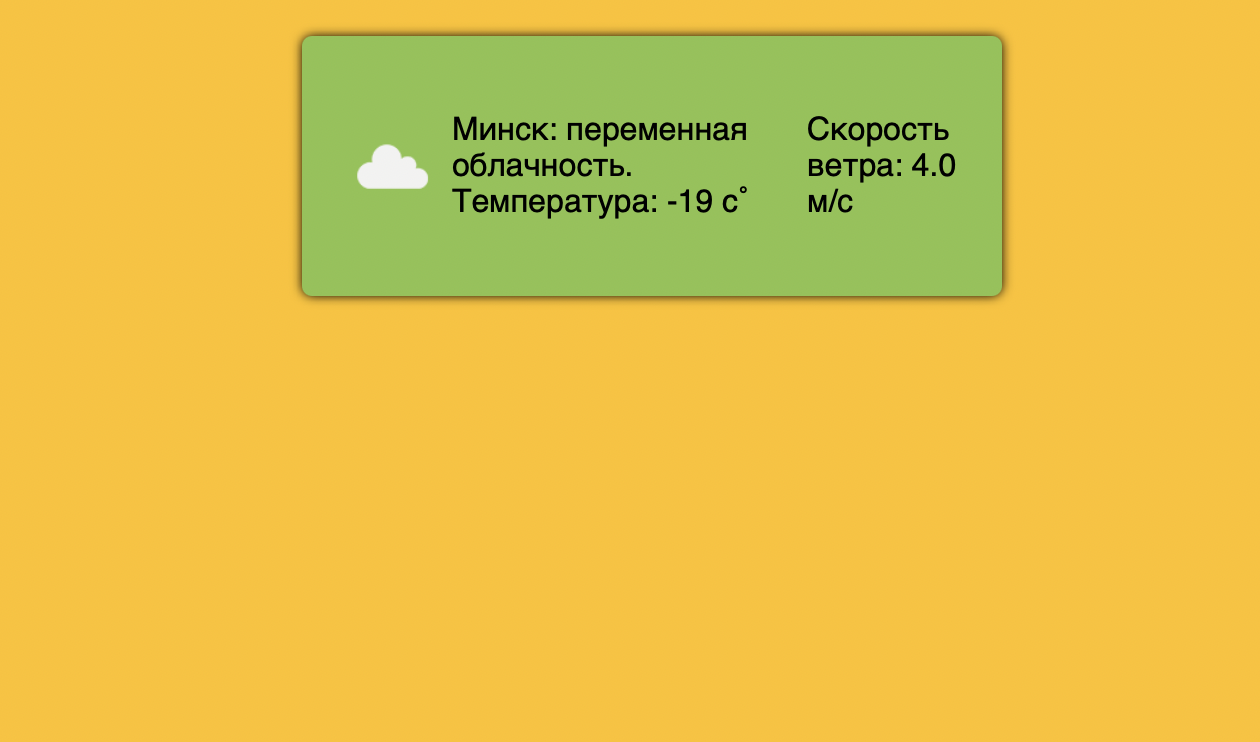 Минск: переменная
облачность.
Температура: -19 c˚
Скорость
ветра: 4.0
м/с